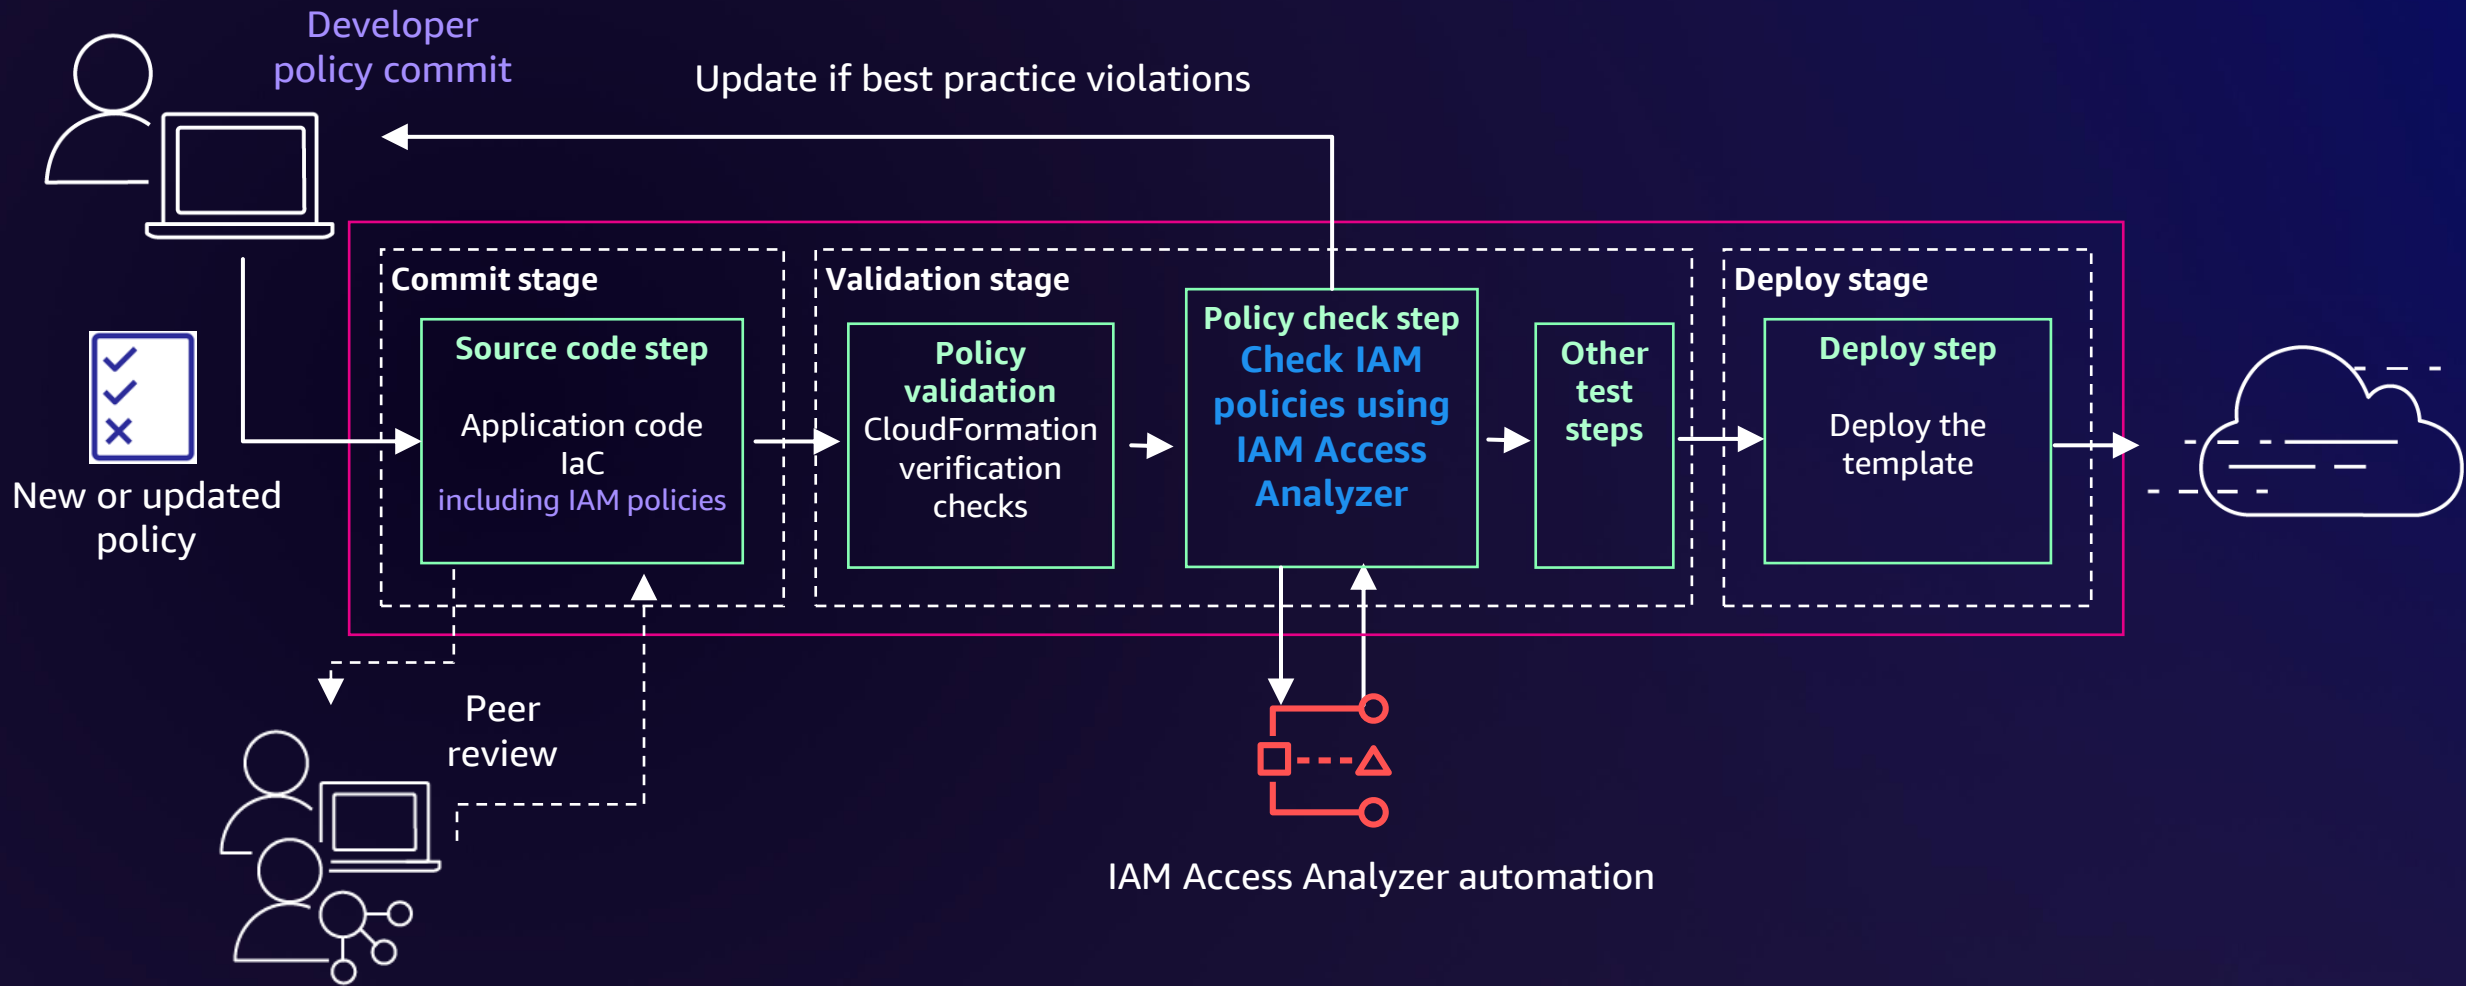 Developer
policy commit
Update if best practice violations
New or updated
policy
Commit stage
Source code step
Application code
IaC
including IAM policies
Peer
review
Validation stage
Policy
validation
CloudFormation
verification
checks
Policy check step
Check IAM
policies using
IAM Access
Analyzer
Other
test
steps
IAM Access Analyzer automation
Deploy stage
Deploy step
Deploy the
template